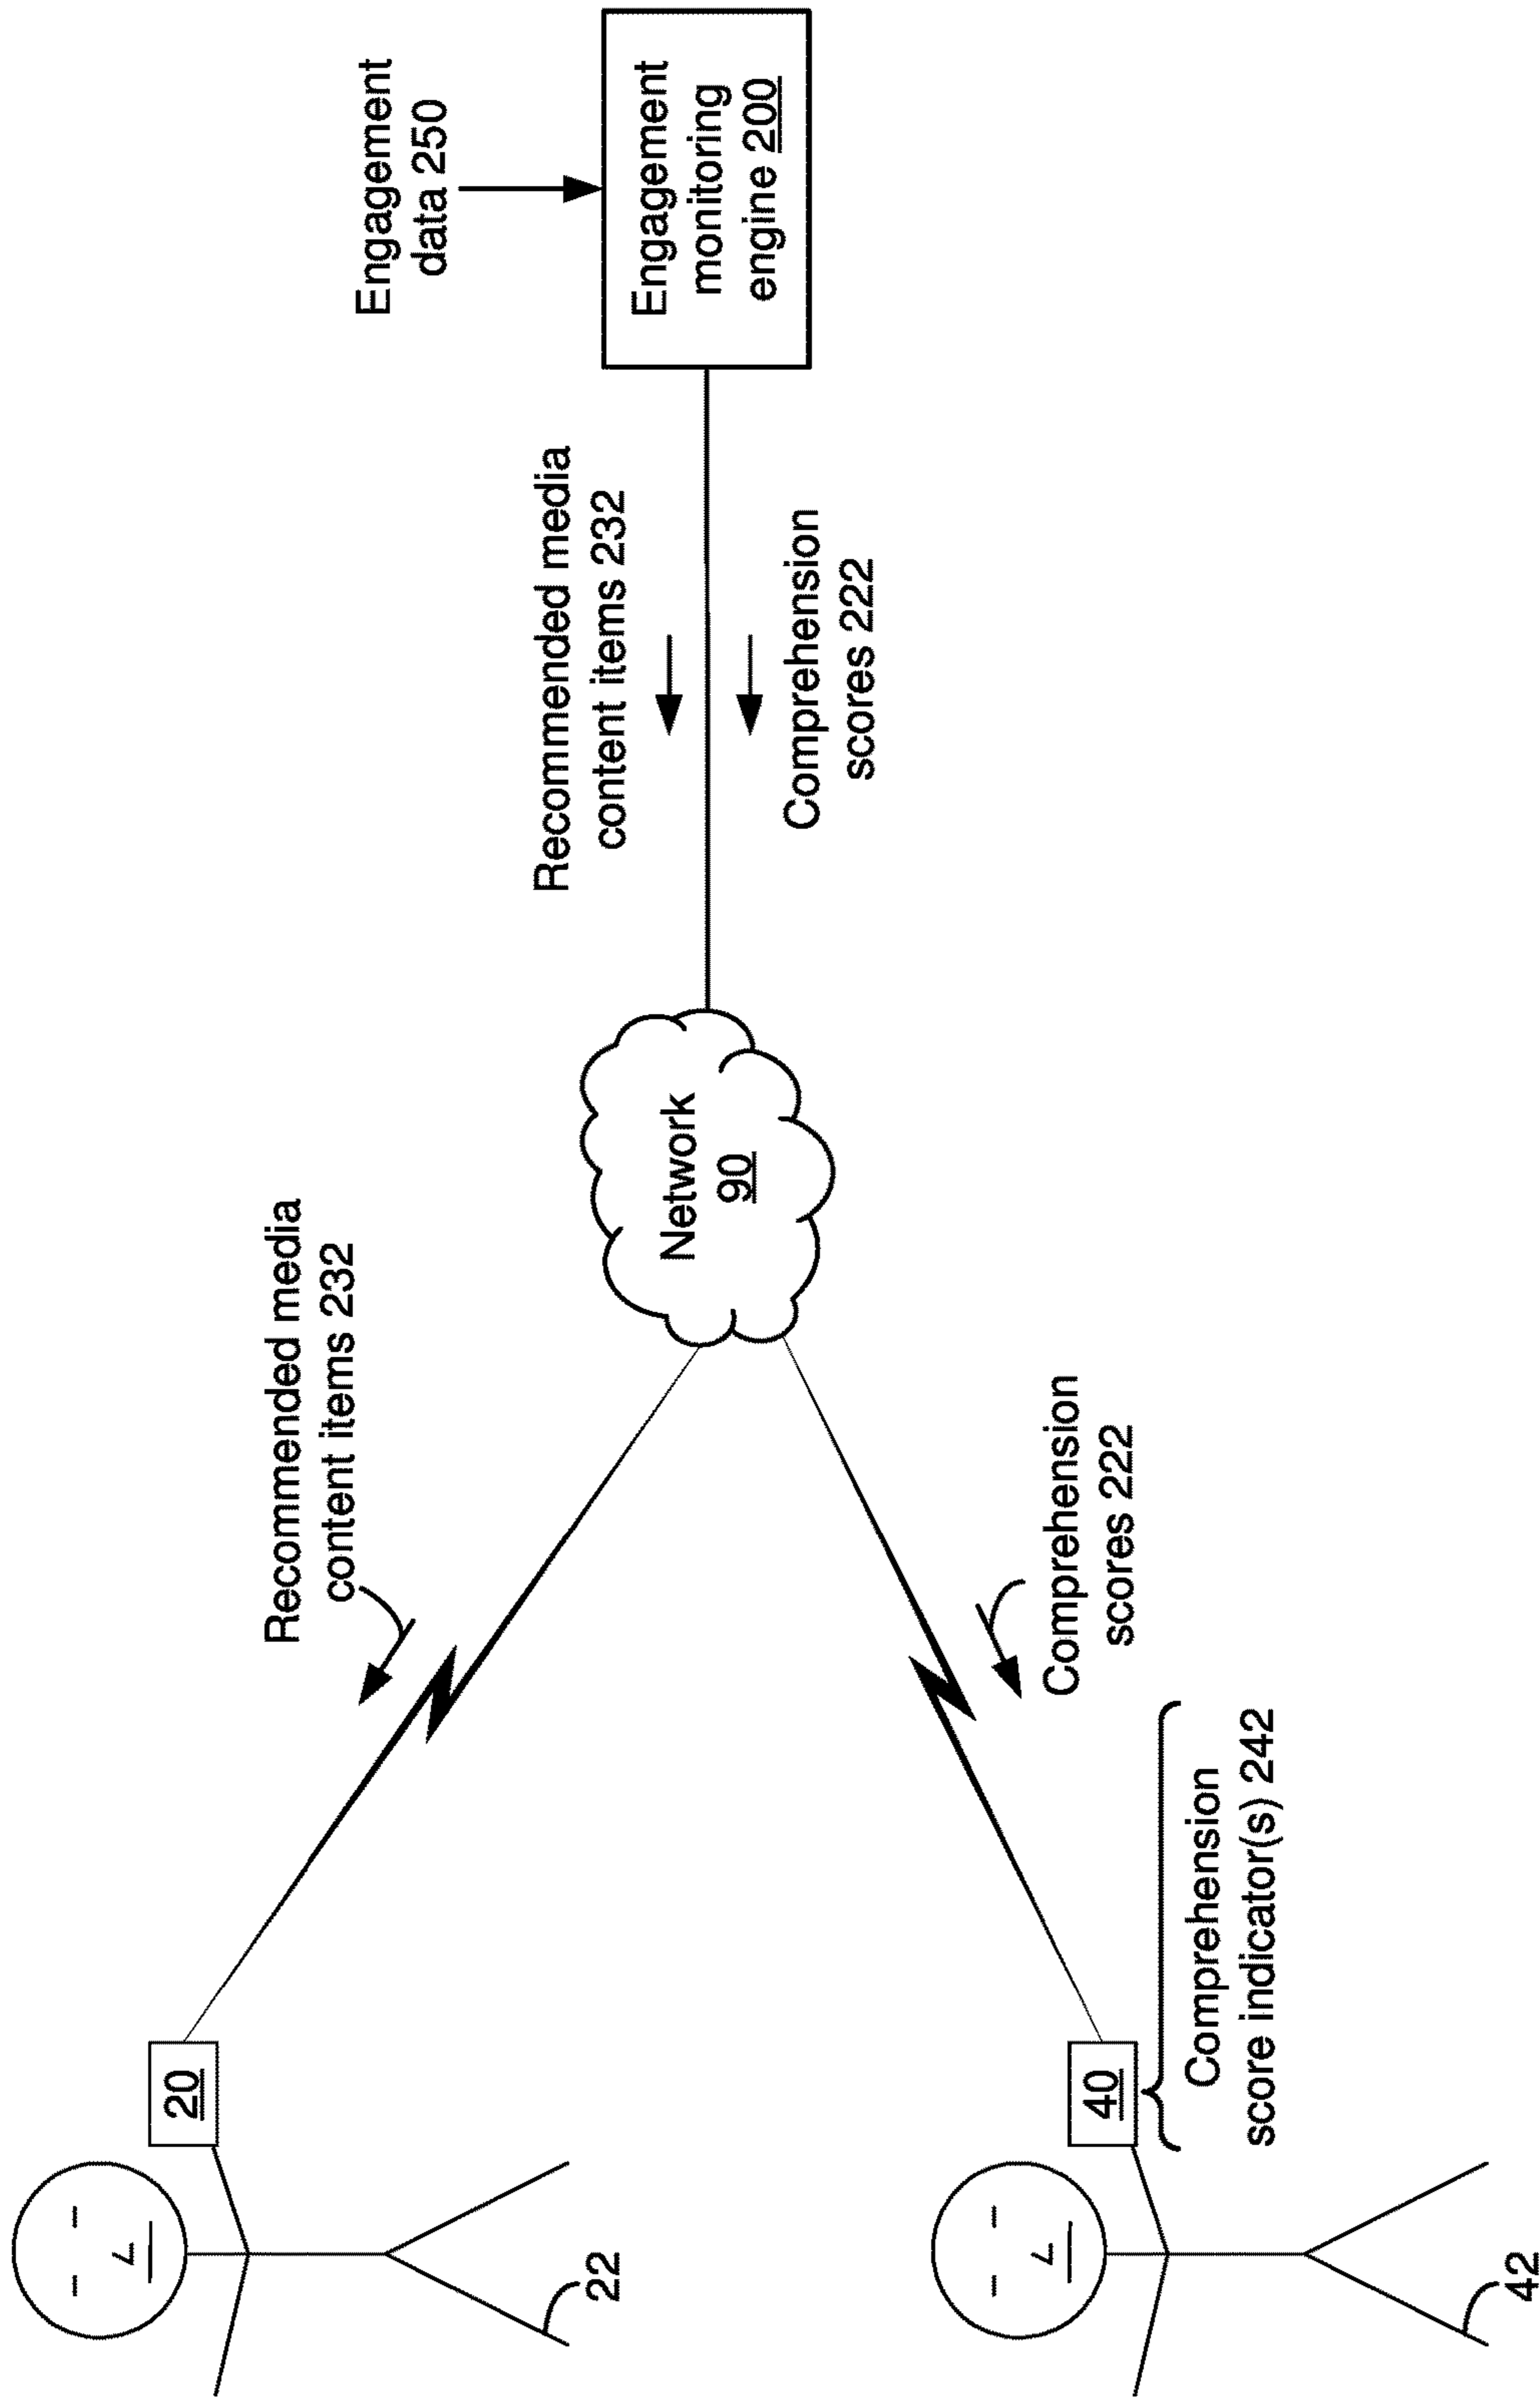 20
22
Recommended media
content items 232
Engagement
data 250
Network
90
Recommended media
content items 232
Comprehension
scores 222
Engagement
monitoring
engine 200
40
42
Comprehension
score indicator(s) 242
Comprehension
scores 222